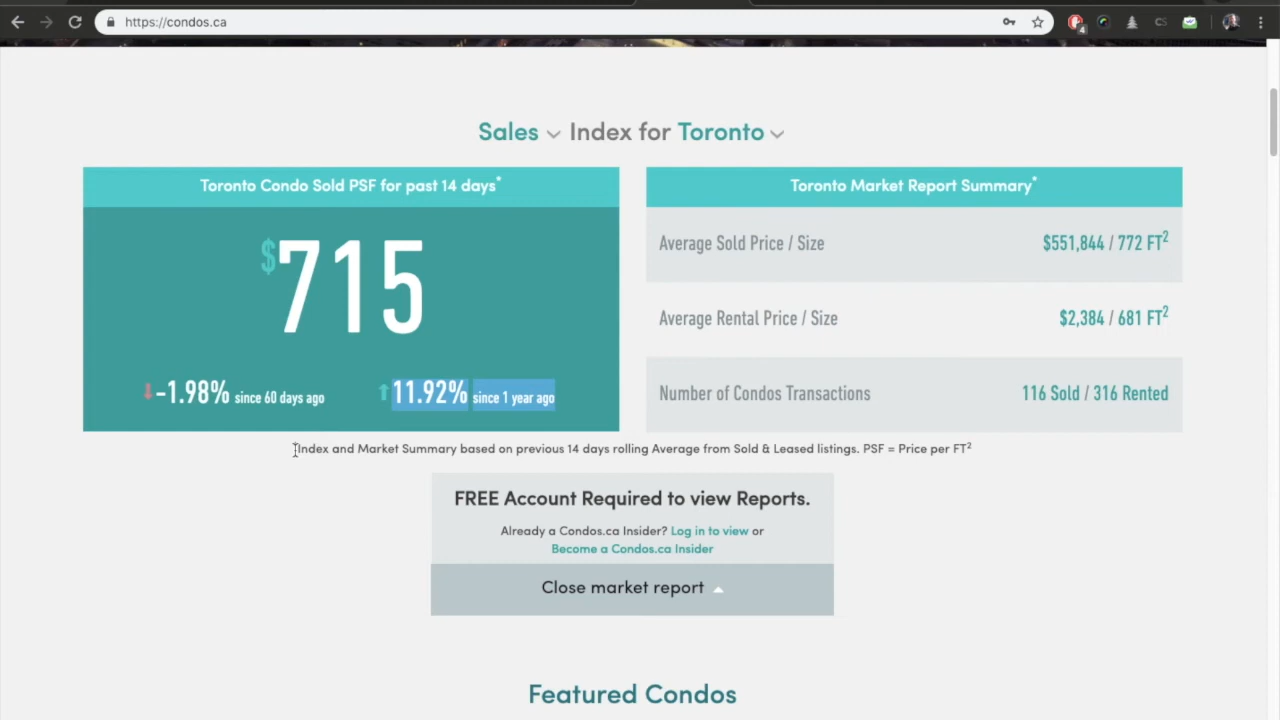 https://condos.ca
4
CS
Sales Index for Toronto
Toronto Condo Sold PSF for past 14 days*
$715
-1.98% since 60 days ago
11.92% since 1 year ago
Toronto Market Report Summary*
Average Sold Price / Size $551,844 / 772 FT²
Average Rental Price / Size $2,384 / 681 FT²
Number of Condos Transactions 116 Sold / 316 Rented
*Index and Market Summary based on previous 14 days rolling Average from Sold & Leased listings. PSF = Price per FT²
FREE Account Required to view Reports.
Already a Condos.ca Insider? Log in to view or
Become a Condos.ca Insider
Close market report
Featured Condos